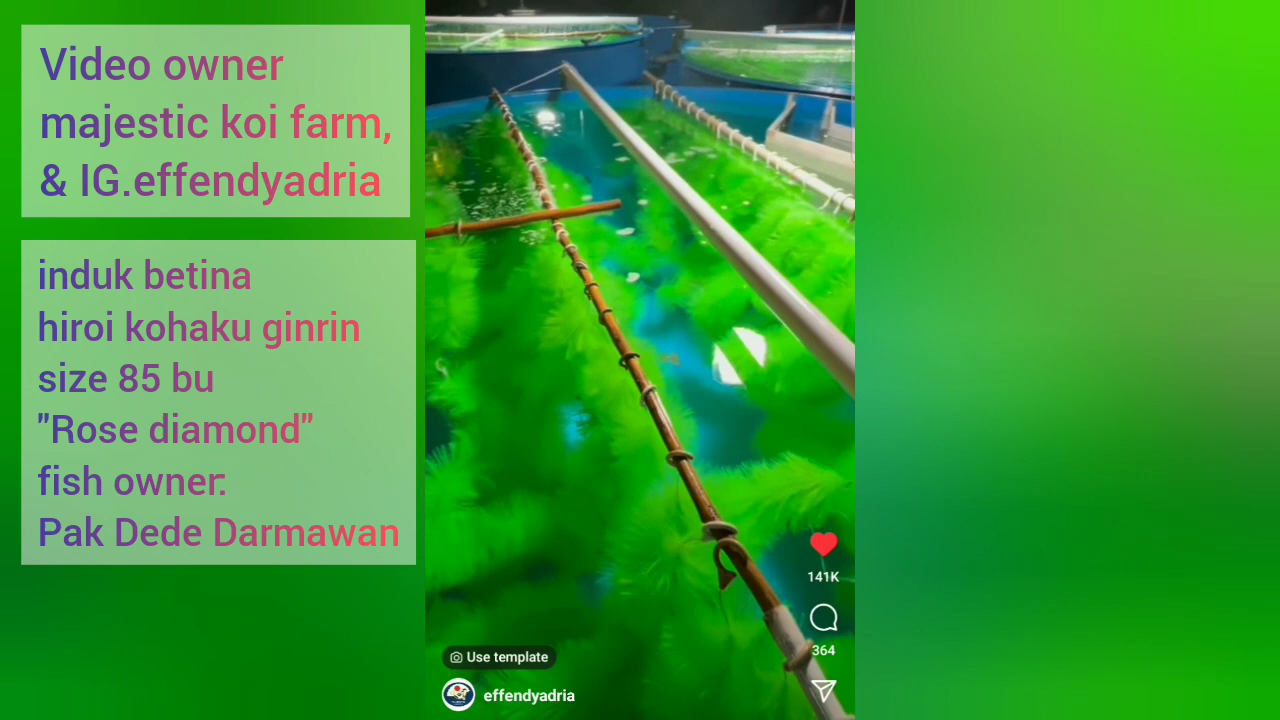 Video owner
majestic koi farm,
& IG.effendyadria
induk betina
hiroi kohaku ginrin
size 85 bu
"Rose diamond"
fish owner:
Pak Dede Darmawan
141K
364
Use template
effendyadria